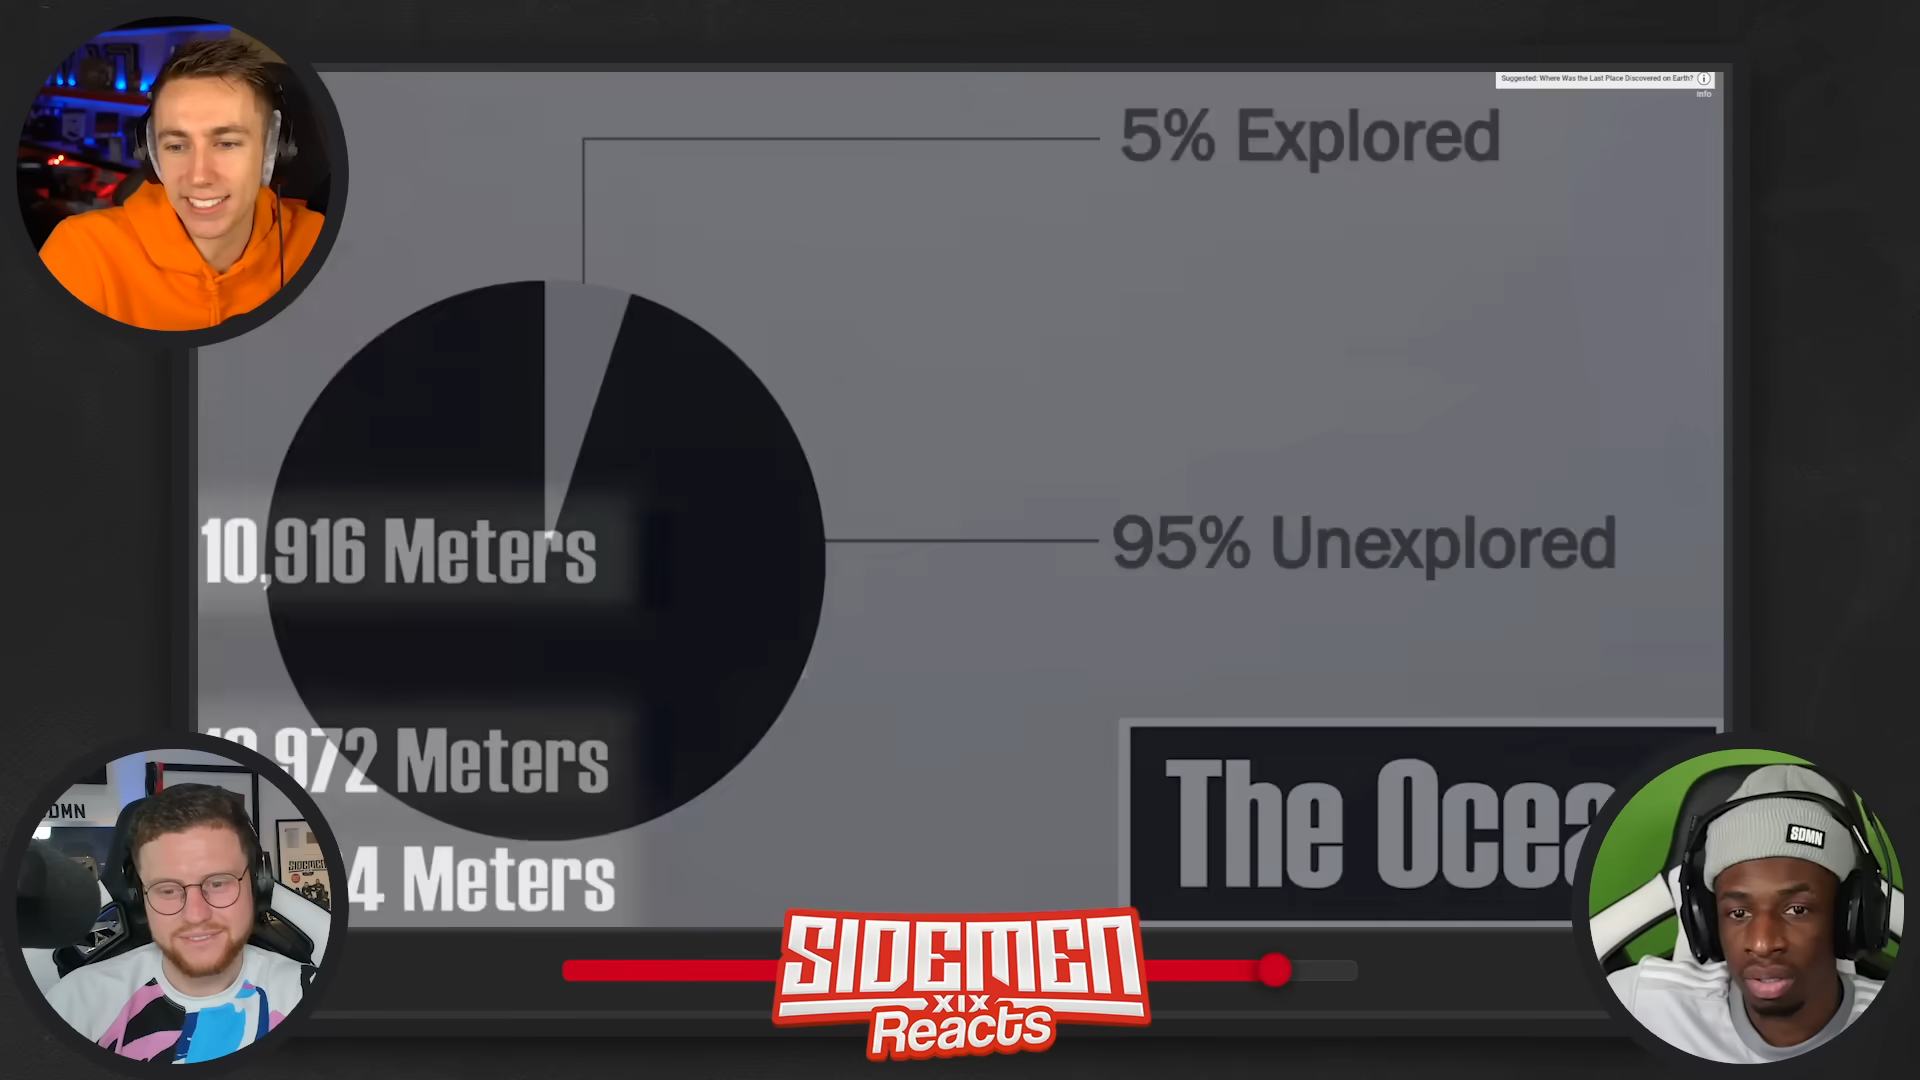 Suggested: Where Was the Last Place Discovered on Earth?
info
5% Explored
95% Unexplored
10,916 Meters
972 Meters
4 Meters
The Ocea
SDMN
SIDEMEN
SDMN
SIDEMEN
XIX
Reacts